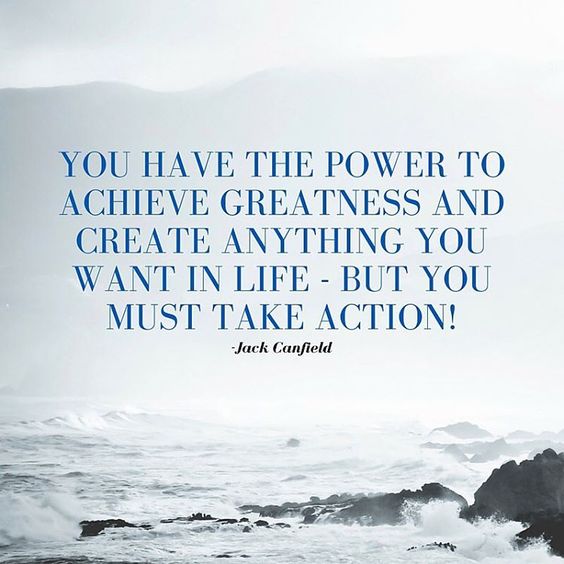 YOU HAVE THE POWER TO
ACHIEVE GREATNESS AND
CREATE ANYTHING YOU
WANT IN LIFE - BUT YOU
MUST TAKE ACTION!
-Jack Canfield